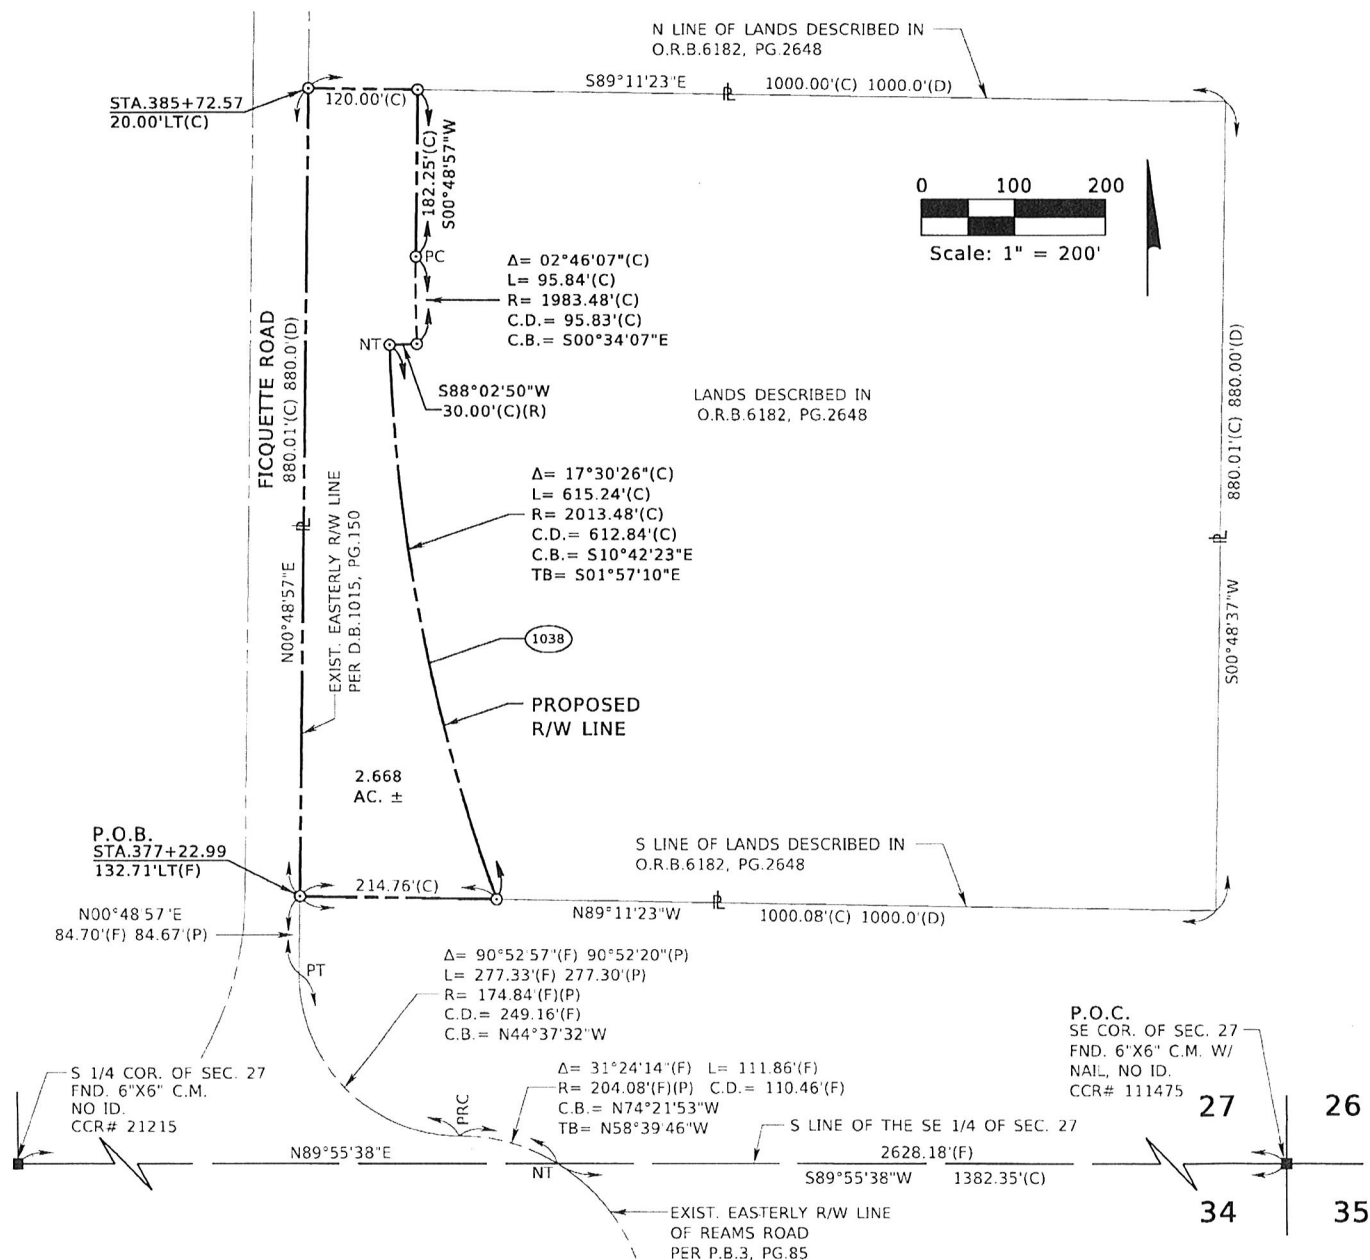 N LINE OF LANDS DESCRIBED IN
O.R.B.6182, PG.2648
S89°11'23"E
1000.00'(C) 1000.0'(D)
STA.385+72.57
20.00'LT(C)
120.00'(C)
182.25'(C)
S00°48'57"W
0 100 200
Scale: 1" = 200'
PC
Δ= 02°46'07"(C)
L= 95.84'(C)
R= 1983.48'(C)
C.D.= 95.83'(C)
C.B.= S00°34'07"E
NT
S88°02'50"W
30.00'(C)(R)
LANDS DESCRIBED IN
O.R.B.6182, PG.2648
FICQUETTE ROAD
880.01'(C) 880.0'(D)
N00°48'57"E
EXIST. EASTERLY R/W LINE
PER D.B.1015, PG.150
880.01'(C) 880.00'(D)
S00°48'37"W
Δ= 17°30'26"(C)
L= 615.24'(C)
R= 2013.48'(C)
C.D.= 612.84'(C)
C.B.= S10°42'23"E
TB= S01°57'10"E
1038
PROPOSED
R/W LINE
2.668
AC. ±
P.O.B.
STA.377+22.99
132.71'LT(F)
214.76'(C)
S LINE OF LANDS DESCRIBED IN
O.R.B.6182, PG.2648
N89°11'23"W
1000.08'(C) 1000.0'(D)
N00°48'57'E
84.70'(F) 84.67'(P)
PT
Δ= 90°52'57"(F) 90°52'20"(P)
L= 277.33'(F) 277.30'(P)
R= 174.84'(F)(P)
C.D.= 249.16'(F)
C.B.= N44°37'32"W
P.O.C.
SE COR. OF SEC. 27
FND. 6"X6" C.M. W/
NAIL, NO ID.
CCR# 111475
27 26
S 1/4 COR. OF SEC. 27
FND. 6"X6" C.M.
NO ID.
CCR# 21215
Δ= 31°24'14"(F) L= 111.86'(F)
R= 204.08'(F)(P) C.D.= 110.46'(F)
C.B.= N74°21'53"W
TB= N58°39'46"W
PRC
S LINE OF THE SE 1/4 OF SEC. 27
N89°55'38"E
2628.18'(F)
NT
S89°55'38"W 1382.35'(C)
34 35
EXIST. EASTERLY R/W LINE
OF REAMS ROAD
PER P.B.3, PG.85